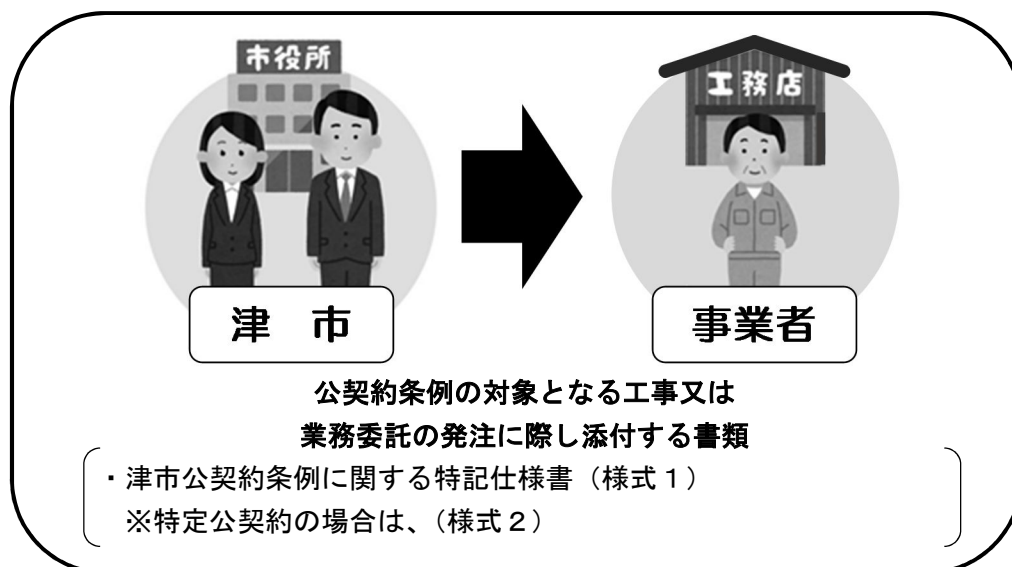 市役所
工務店
津　市
事業者
公契約条例の対象となる工事又は
業務委託の発注に際し添付する書類
・津市公契約条例に関する特記仕様書（様式１）
※特定公契約の場合は、（様式２）